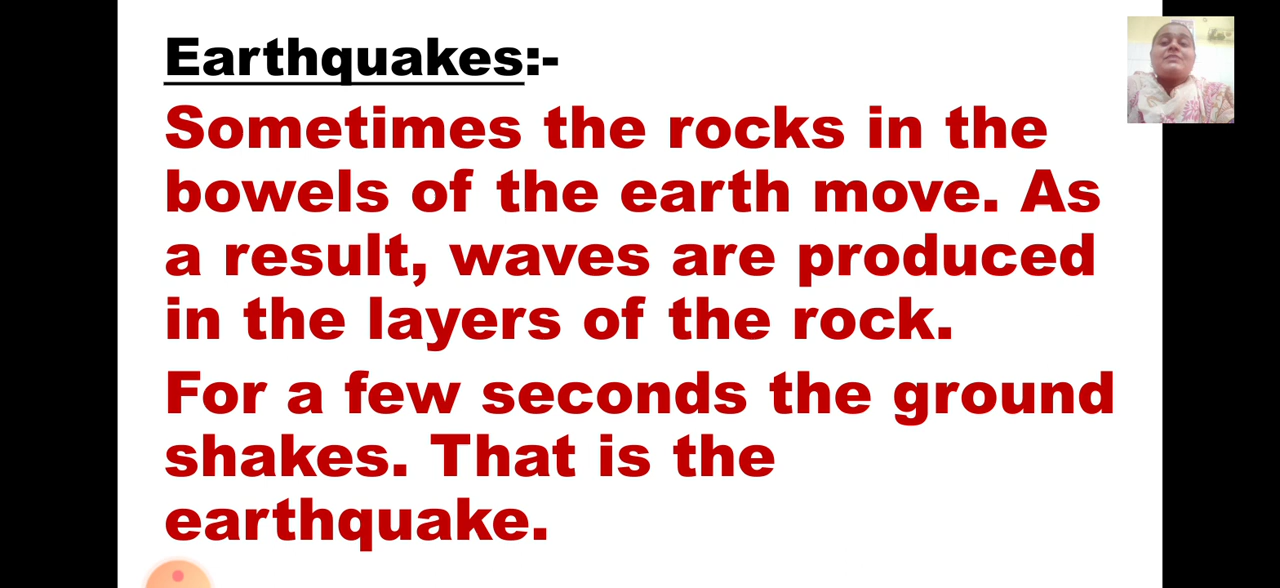 Earthquakes:-
Sometimes the rocks in the
bowels of the earth move. As
a result, waves are produced
in the layers of the rock.
For a few seconds the ground
shakes. That is the
earthquake.